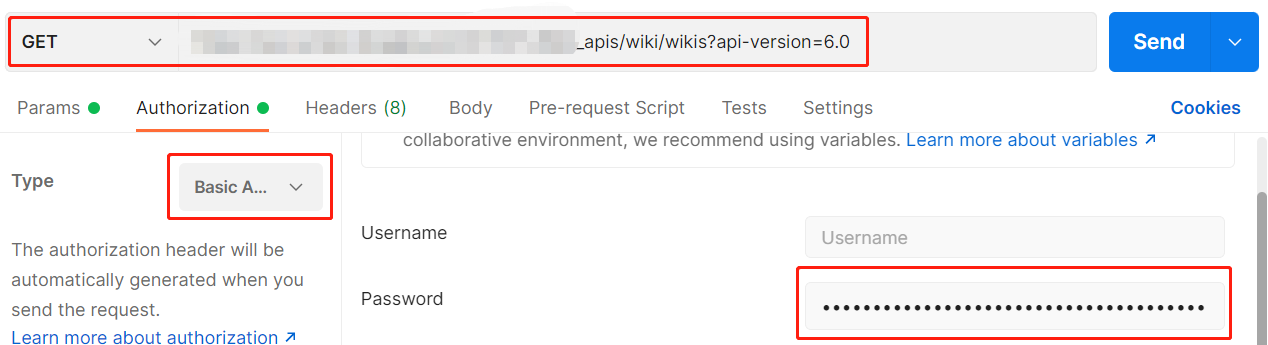 GET _apis/wiki/wikis?api-version=6.0 Send
Params Authorization Headers (8) Body Pre-request Script Tests Settings Cookies
collaborative environment, we recommend using variables. Learn more about variables ↗
Type Basic A...
Username Username
The authorization header will be
automatically generated when you
send the request.
Learn more about authorization ↗
Password ••••••••••••••••••••••••••••••••••••••